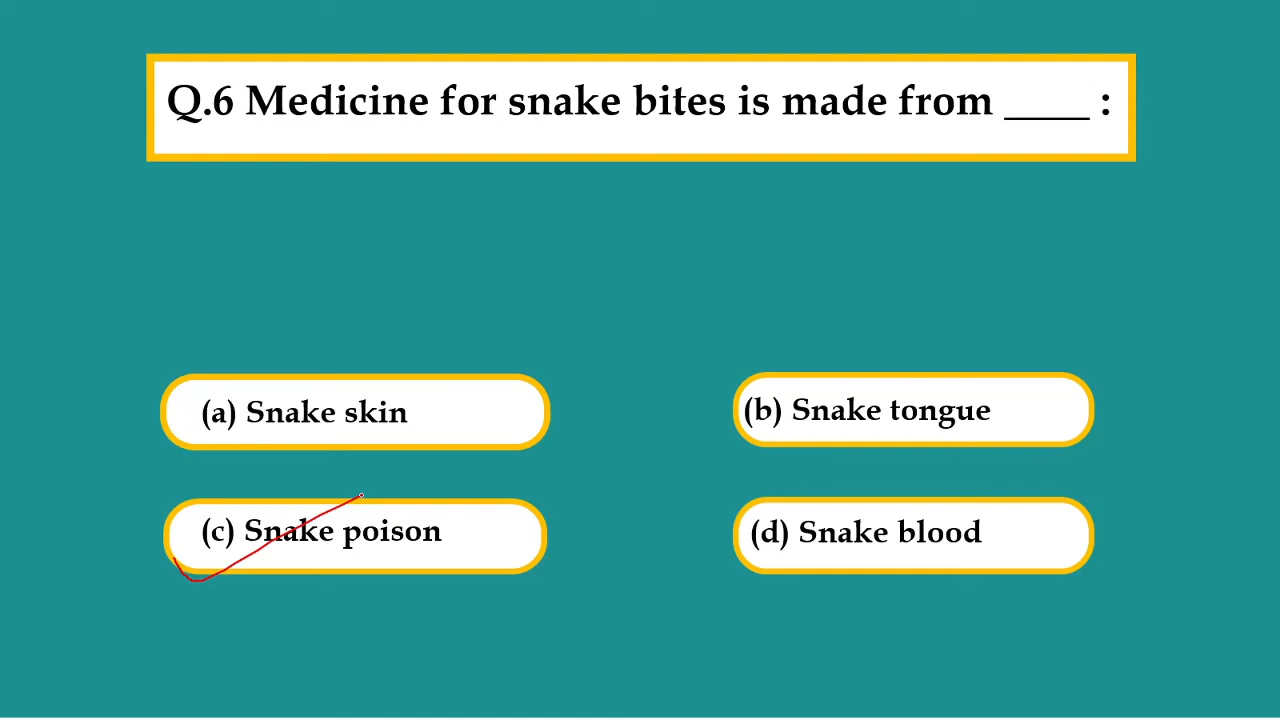 Q.6 Medicine for snake bites is made from ____ :
(a) Snake skin
(b) Snake tongue
(c) Snake poison
(d) Snake blood